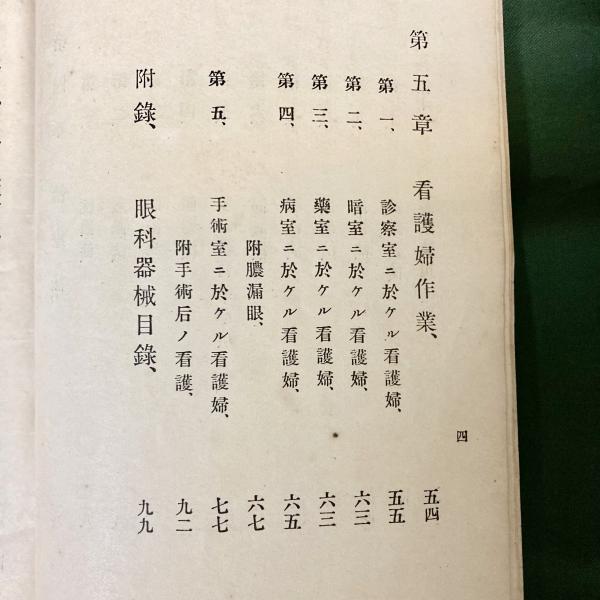 第五章 看護婦作業、 五四
第一、 診察室ニ於ケル看護婦、 五五
第二、 暗室ニ於ケル看護婦、 六三
第三、 藥室ニ於ケル看護婦、 六三
第四、 病室ニ於ケル看護婦、 六五
附膿漏眼、 六七
第五、 手術室ニ於ケル看護婦、 七七
附手術后ノ看護、 九二
附錄、 眼科器械目錄、 九九
四